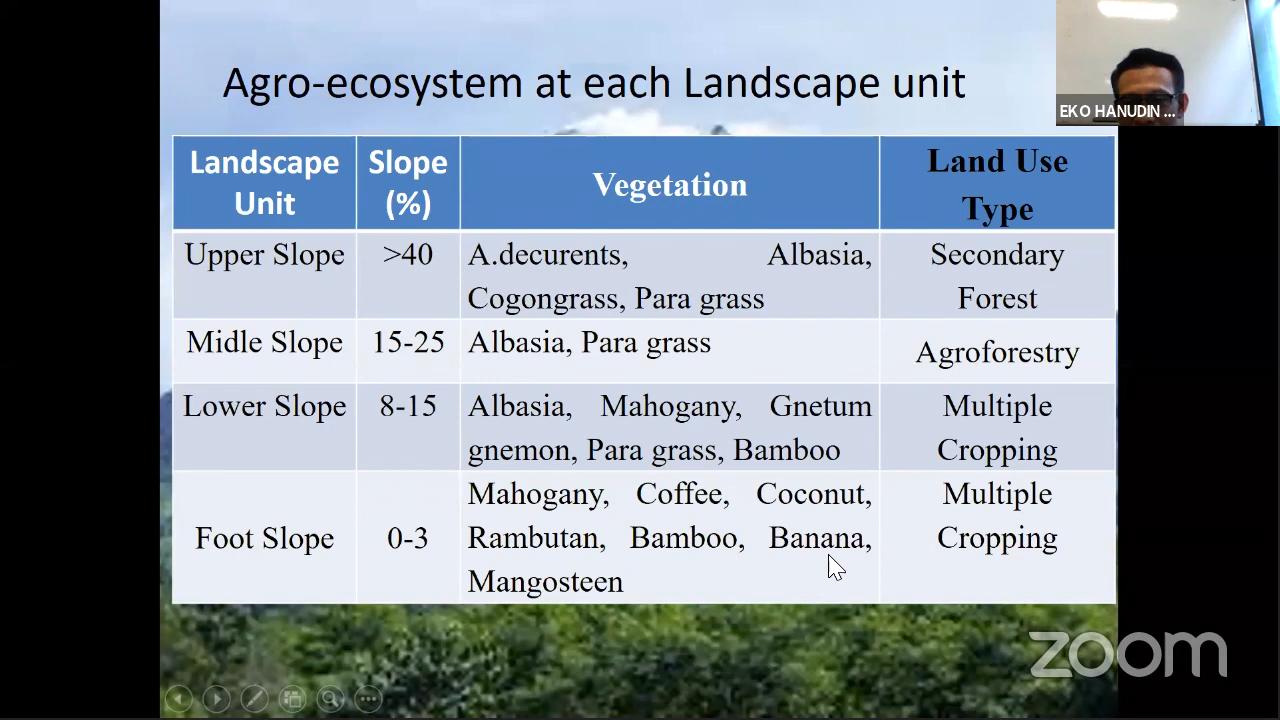 Agro-ecosystem at each Landscape unit
EKO HANUDIN ...
Landscape
Unit
Slope
(%)
Vegetation
Land Use
Type
Upper Slope
>40
A.decurents, Albasia,
Cogongrass, Para grass
Secondary
Forest
Midle Slope
15-25
Albasia, Para grass
Agroforestry
Lower Slope
8-15
Albasia, Mahogany, Gnetum
gnemon, Para grass, Bamboo
Multiple
Cropping
Foot Slope
0-3
Mahogany, Coffee, Coconut,
Rambutan, Bamboo, Banana,
Mangosteen
Multiple
Cropping
zoom